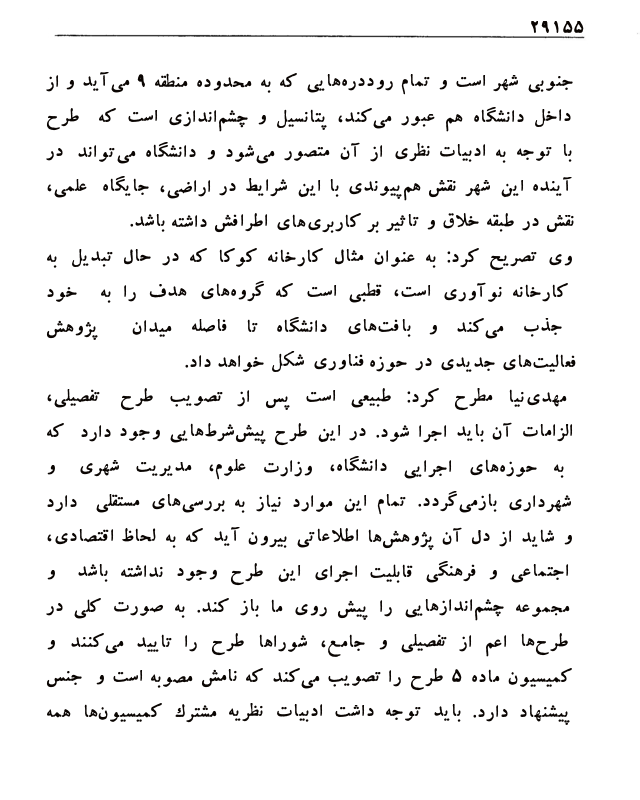 ۲۹۱۵۵
جنوبی شهر است و تمام روددره‌هایی که به محدوده منطقه ۹ می‌آید و از
داخل دانشگاه هم عبور می‌کند، پتانسیل و چشم‌اندازی است که طرح
با توجه به ادبیات نظری از آن متصور می‌شود و دانشگاه می‌تواند در
آینده این شهر نقش هم‌پیوندی با این شرایط در اراضی، جایگاه علمی،
نقش در طبقه خلاق و تاثیر بر کاربری‌های اطرافش داشته باشد.
وی تصریح کرد: به عنوان مثال کارخانه کوکا که در حال تبدیل به
کارخانه نوآوری است، قطبی است که گروه‌های هدف را به خود
جذب می‌کند و بافت‌های دانشگاه تا فاصله میدان پژوهش
فعالیت‌های جدیدی در حوزه فناوری شکل خواهد داد.
مهدی‌نیا مطرح کرد: طبیعی است پس از تصویب طرح تفصیلی،
الزامات آن باید اجرا شود. در این طرح پیش‌شرط‌هایی وجود دارد که
به حوزه‌های اجرایی دانشگاه، وزارت علوم، مدیریت شهری و
شهرداری بازمی‌گردد. تمام این موارد نیاز به بررسی‌های مستقلی دارد
و شاید از دل آن پژوهش‌ها اطلاعاتی بیرون آید که به لحاظ اقتصادی،
اجتماعی و فرهنگی قابلیت اجرای این طرح وجود نداشته باشد و
مجموعه چشم‌اندازهایی را پیش روی ما باز کند. به صورت کلی در
طرح‌ها اعم از تفصیلی و جامع، شوراها طرح را تایید می‌کنند و
کمیسیون ماده ۵ طرح را تصویب می‌کند که نامش مصوبه است و جنس
پیشنهاد دارد. باید توجه داشت ادبیات نظریه مشترك کمیسیون‌ها همه